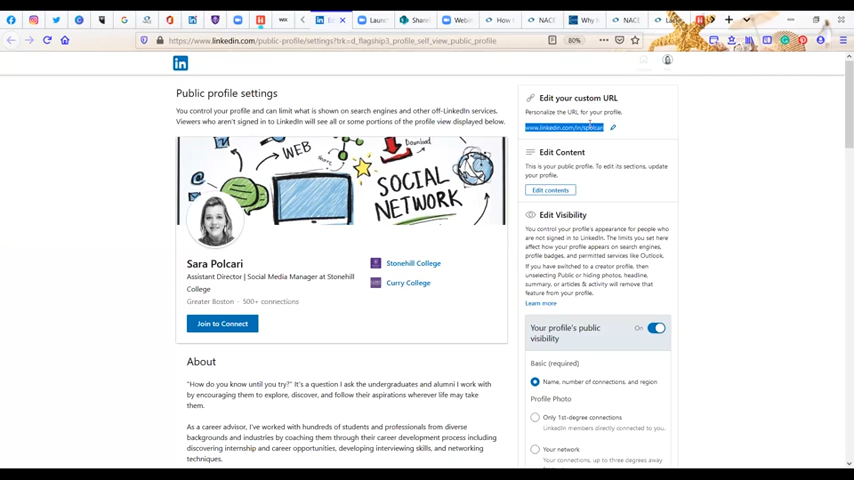 Ed
Laun
Shari
Webin
How t
NACE
Why t
NACE
La
https://www.linkedin.com/public-profile/settings?trk=d_flagship3_profile_self_view_public_profile
80%
in
Public profile settings
You control your profile and can limit what is shown on search engines and other off-LinkedIn services.
Viewers who aren't signed in to LinkedIn will see all or some portions of the profile view displayed below.
WEB
Download
SOCIAL
NETWORK
Sara Polcari
Assistant Director | Social Media Manager at Stonehill
College
Greater Boston · 500+ connections
Stonehill College
Curry College
Join to Connect
About
"How do you know until you try?" It's a question I ask the undergraduates and alumni I work with
by encouraging them to explore, discover, and follow their aspirations wherever life may take
them.
As a career advisor, I've worked with hundreds of students and professionals from diverse
backgrounds and industries by coaching them through their career development process including
discovering internship and career opportunities, developing interviewing skills, and networking
techniques.
Edit your custom URL
Personalize the URL for your profile.
www.linkedin.com/in/spolcari
Edit Content
This is your public profile. To edit its sections, update
your profile.
Edit contents
Edit Visibility
You control your profile's appearance for people who
are not signed in to LinkedIn. The limits you set here
affect how your profile appears on search engines,
profile badges, and permitted services like Outlook.
If you have switched to a creator profile, then
unselecting Public or hiding photos, headline,
summary, or articles & activity will remove that
feature from your profile.
Learn more
Your profile's public
visibility
On
Basic (required)
Name, number of connections, and region
Profile Photo
Only 1st-degree connections
LinkedIn members directly connected to you.
Your network
Your connections, up to three degrees away